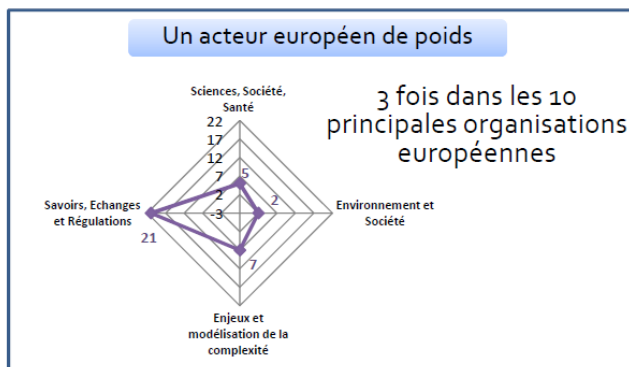 Un acteur européen de poids
Sciences, Société,
Santé
3 fois dans les 10
principales organisations
européennes
22
17
12
7
2
-3
5
2
Savoirs, Echanges
et Régulations
Environnement et
Société
21
7
Enjeux et
modélisation de la
complexité